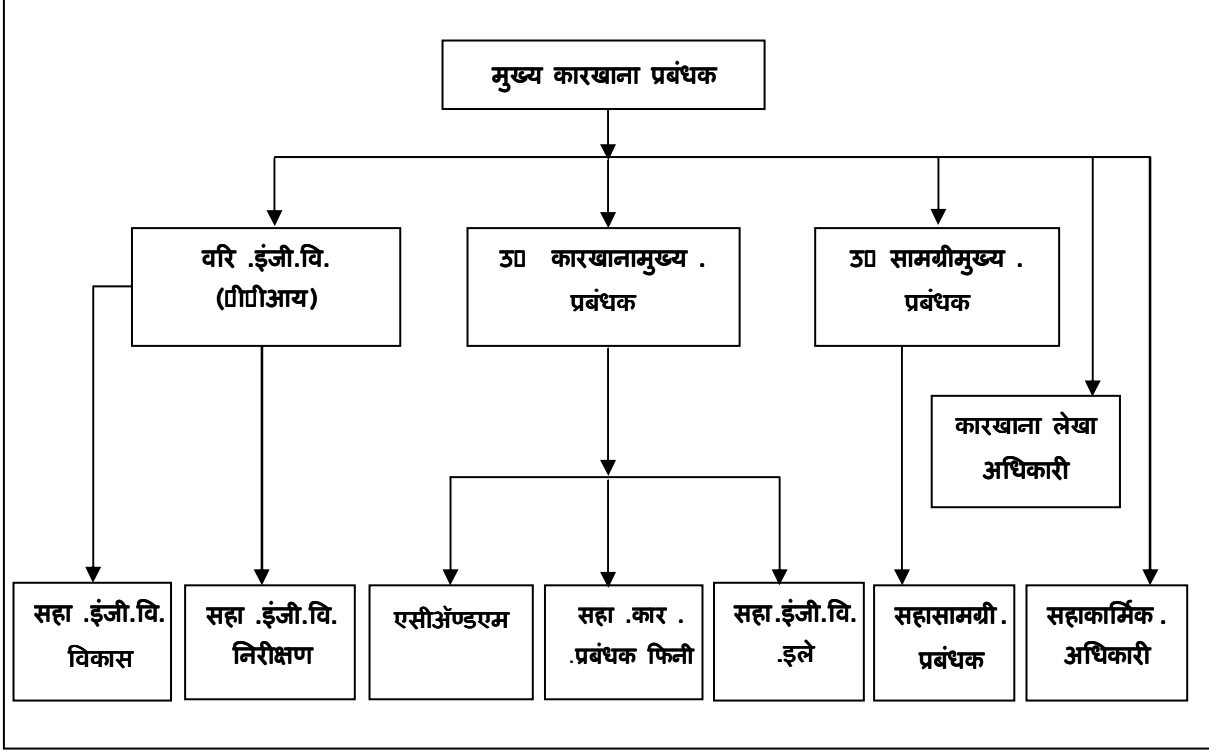 मुख्य कारखाना प्रबंधक
वरि .इंजी.वि.
कारखानामुख्य .
प्रबंधक
सामग्रीमुख्य .
प्रबंधक
कारखाना लेखा
अधिकारी
सहा .इंजी.वि.
विकास
सहा .इंजी.वि.
निरीक्षण
एसीॲण्डएम
सहा .कार .
.प्रबंधक फिनी
सहा.इंजी.वि.
.इले
सहासामग्री .
प्रबंधक
सहाकार्मिक .
अधिकारी